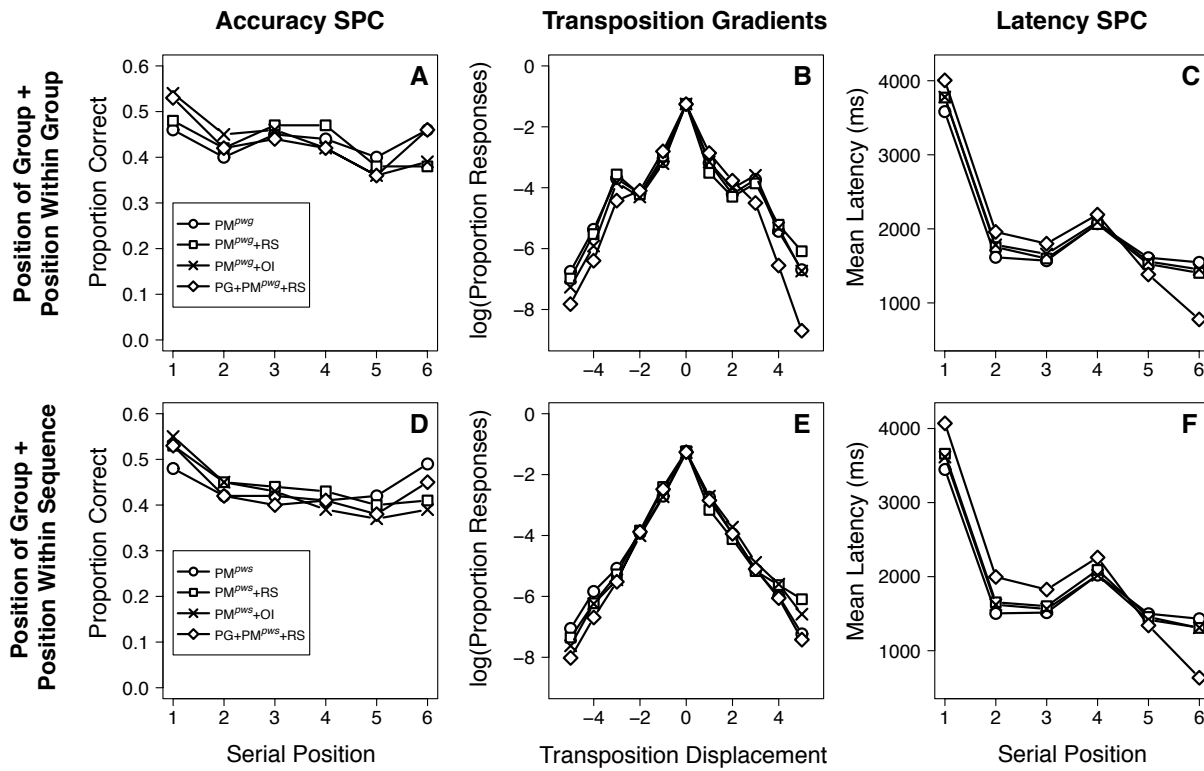 Accuracy SPC
Transposition Gradients
Latency SPC
Position of Group +
Position Within Group
A
Proportion Correct
0.6
0.5
0.4
0.3
0.2
0.1
0.0
PMpwg
PMpwg+RS
PMpwg+OI
PG+PMpwg+RS
1 2 3 4 5 6
B
log(Proportion Responses)
0
−2
−4
−6
−8
−4 −2 0 2 4
C
Mean Latency (ms)
4000
3000
2000
1000
1 2 3 4 5 6
Position of Group +
Position Within Sequence
D
Proportion Correct
0.6
0.5
0.4
0.3
0.2
0.1
0.0
PMpws
PMpws+RS
PMpws+OI
PG+PMpws+RS
1 2 3 4 5 6
Serial Position
E
log(Proportion Responses)
0
−2
−4
−6
−8
−4 −2 0 2 4
Transposition Displacement
F
Mean Latency (ms)
4000
3000
2000
1000
1 2 3 4 5 6
Serial Position